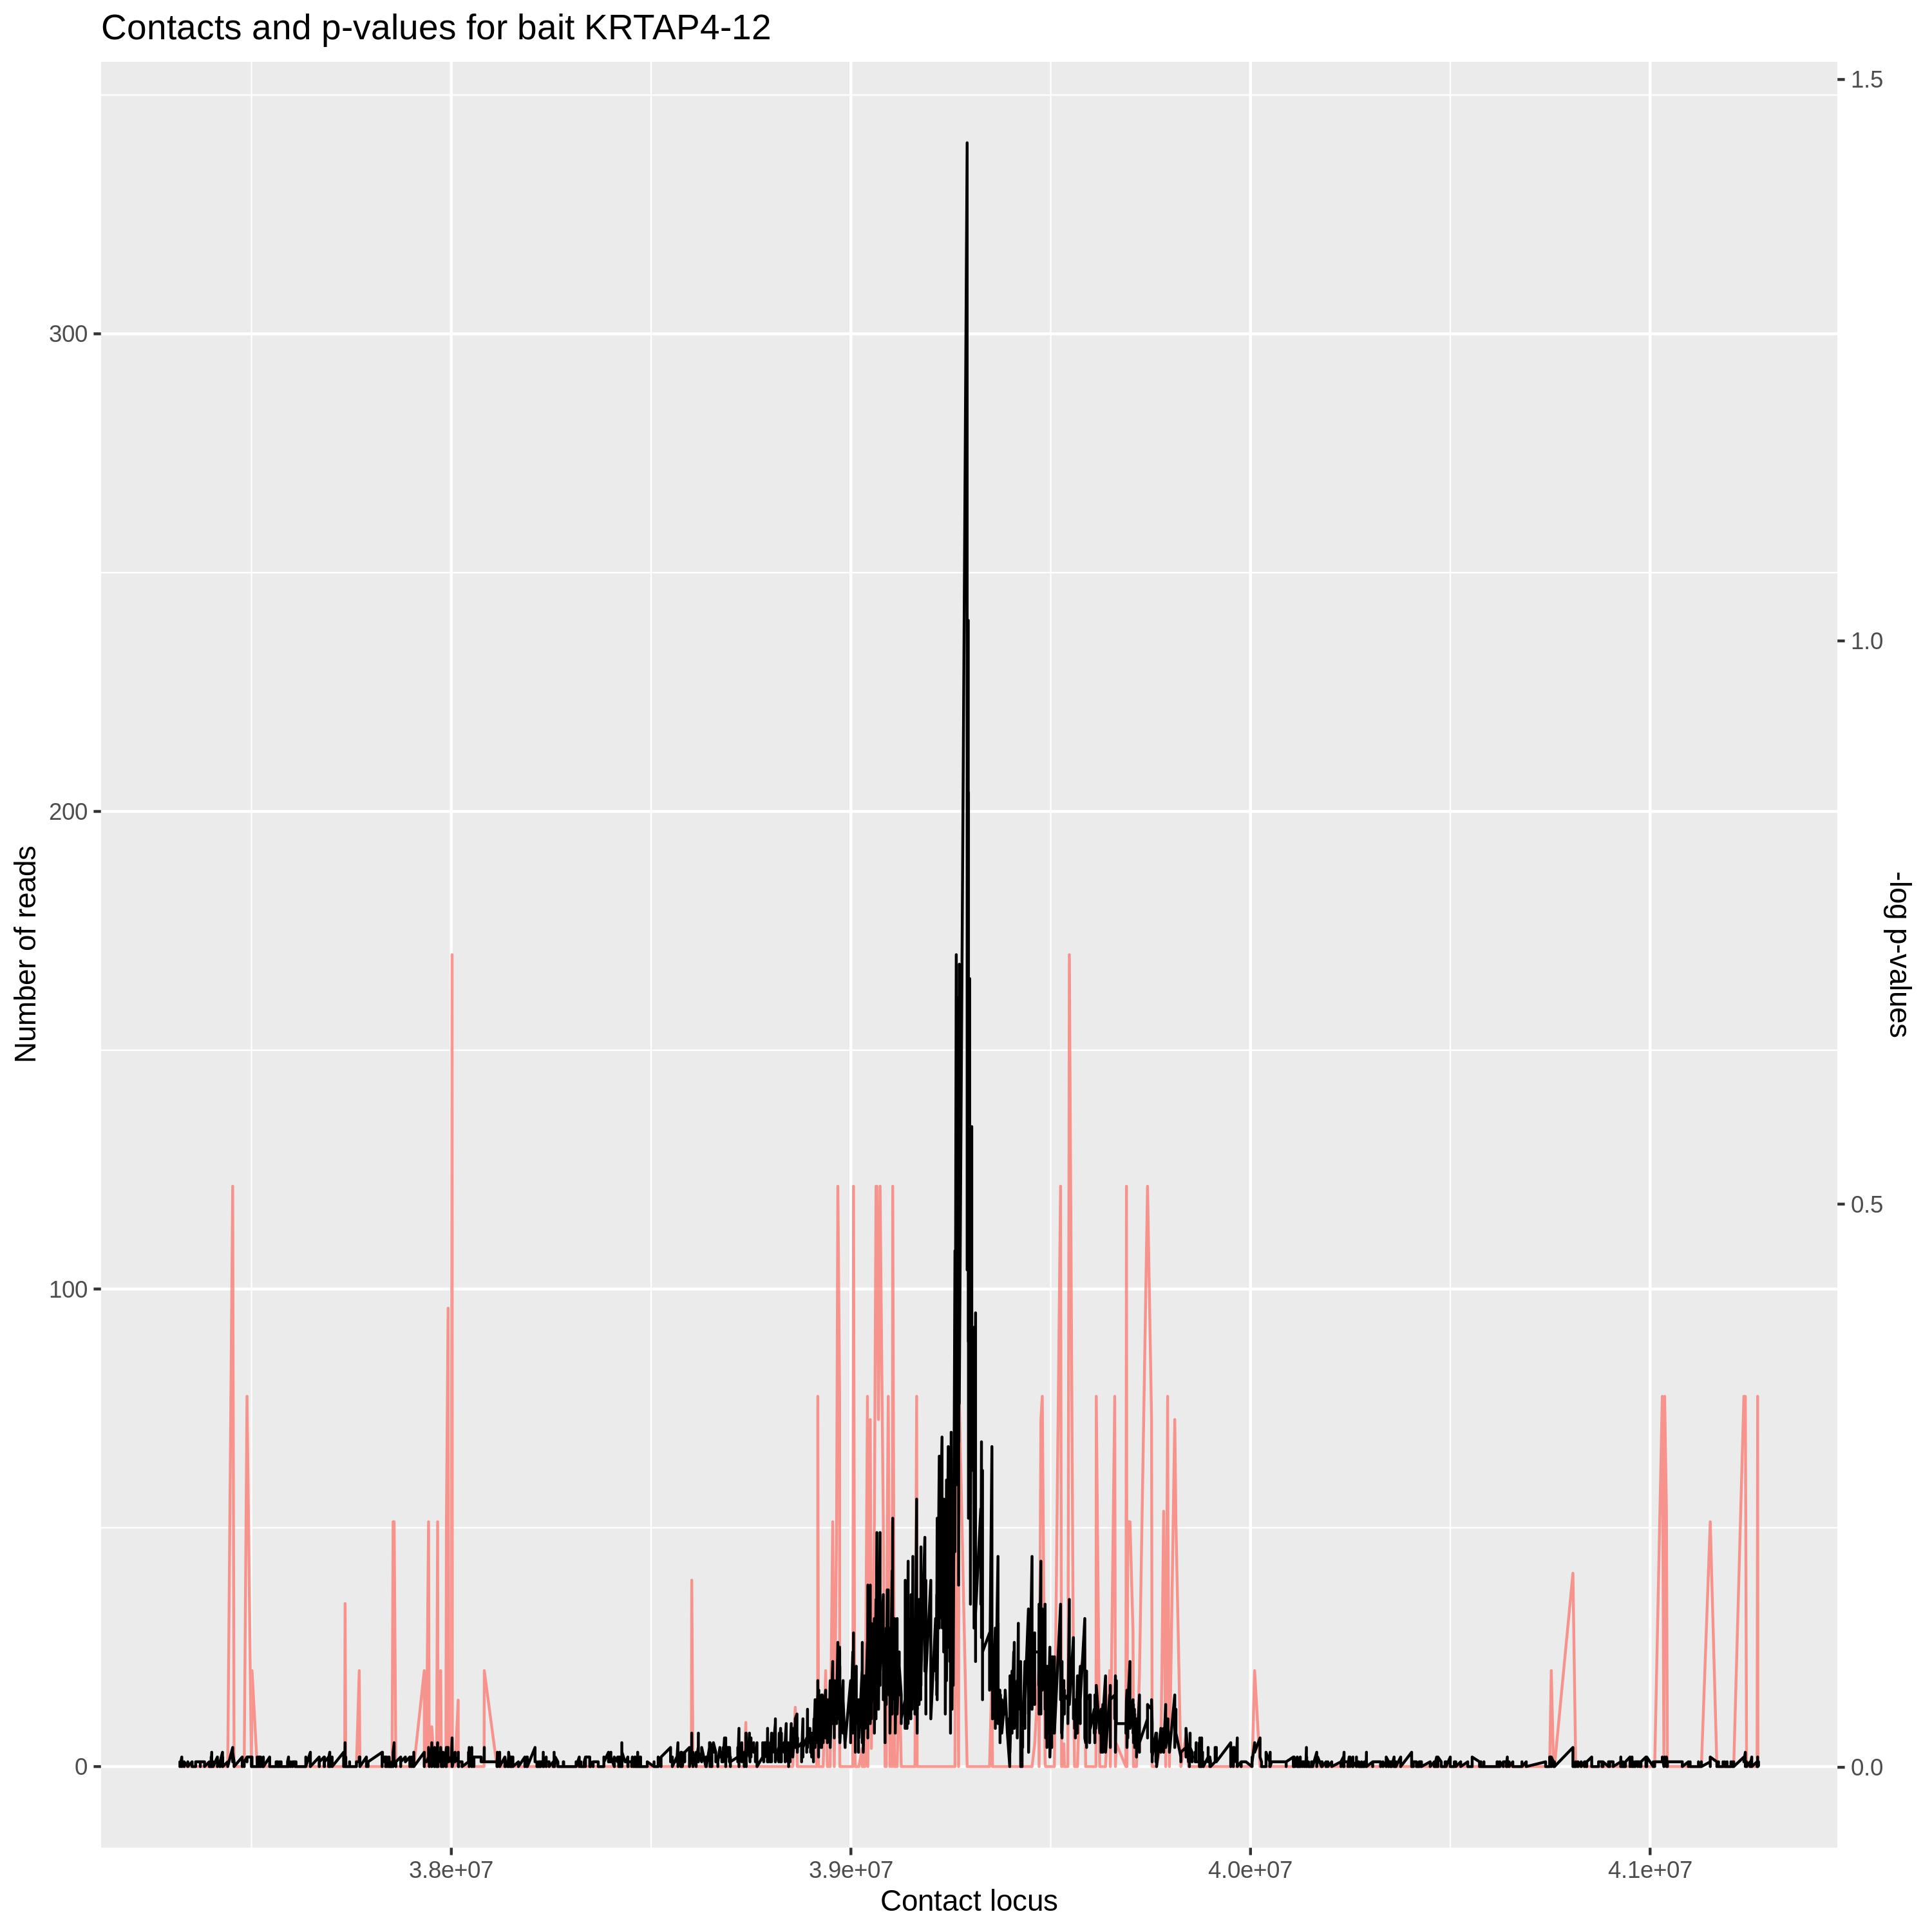 Contacts and p-values for bait KRTAP4-12
Number of reads
300
200
100
0
1.5
1.0
0.5
0.0
-log p-values
3.8e+07
3.9e+07
4.0e+07
4.1e+07
Contact locus